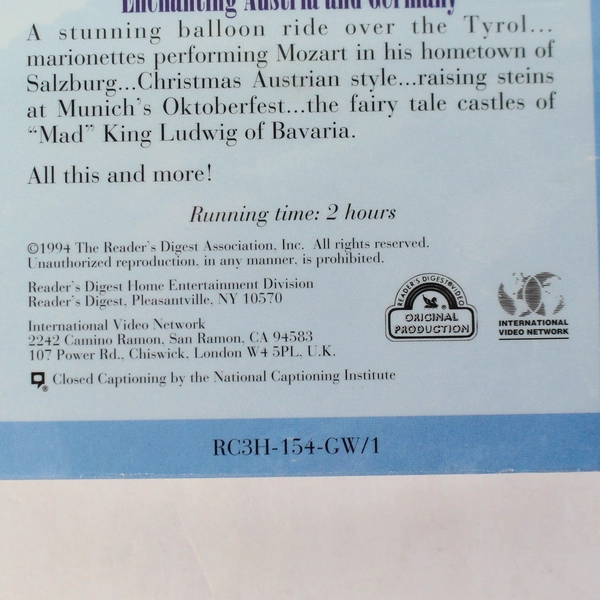 Enchanting Austria and Germany
A stunning balloon ride over the Tyrol...
marionettes performing Mozart in his hometown of
Salzburg...Christmas Austrian style...raising steins
at Munich's Oktoberfest...the fairy tale castles of
“Mad” King Ludwig of Bavaria.
All this and more!
Running time: 2 hours
©1994 The Reader's Digest Association, Inc. All rights reserved.
Unauthorized reproduction, in any manner, is prohibited.
Reader's Digest Home Entertainment Division
Reader's Digest, Pleasantville, NY 10570
International Video Network
2242 Camino Ramon, San Ramon, CA 94583
107 Power Rd., Chiswick, London W4 5PL, U.K.
READER'S DIGEST VIDEO
ORIGINAL
PRODUCTION
INTERNATIONAL
VIDEO NETWORK
Closed Captioning by the National Captioning Institute
RC3H-154-GW/1